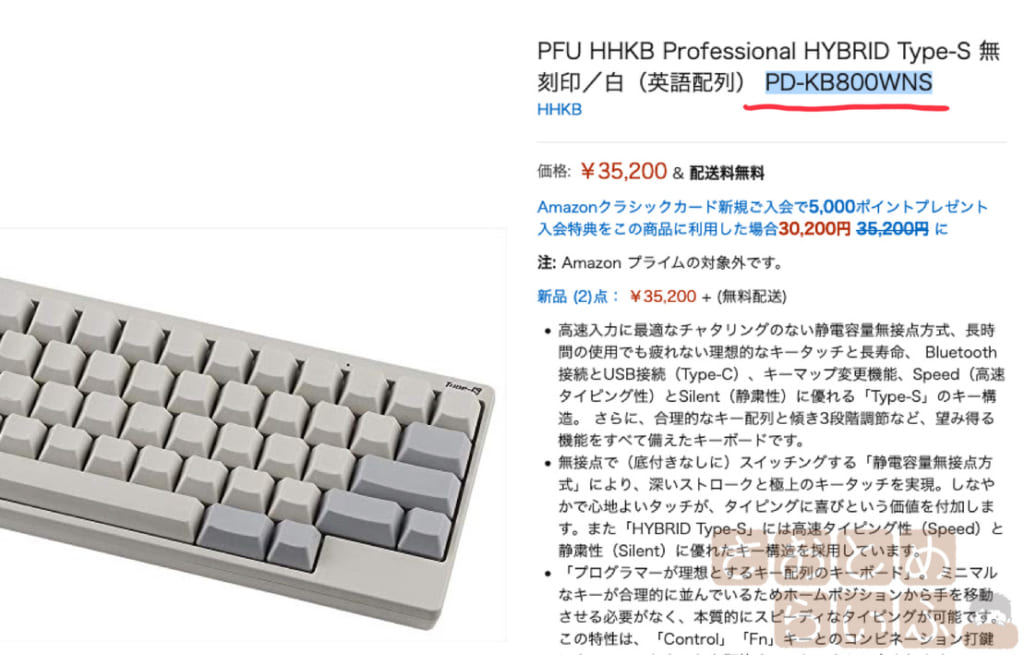 PFU HHKB Professional HYBRID Type-S 無
刻印／白（英語配列） PD-KB800WNS
HHKB
価格: ￥35,200 & 配送料無料
Amazonクラシックカード新規ご入会で5,000ポイントプレゼント
入会特典をこの商品に利用した場合30,200円 35,200円 に
注: Amazon プライムの対象外です。
新品 (2)点： ￥35,200 + (無料配送)
• 高速入力に最適なチャタリングのない静電容量無接点方式、長時
間の使用でも疲れない理想的なキータッチと長寿命、 Bluetooth
接続とUSB接続（Type-C）、キーマップ変更機能、Speed（高速
タイピング性）とSilent（静粛性）に優れる「Type-S」のキー構
造。 さらに、合理的なキー配列と傾き3段階調節など、望み得る
機能をすべて備えたキーボードです。
• 無接点で（底付きなしに）スイッチングする「静電容量無接点方
式」により、深いストロークと極上のキータッチを実現。しなや
かで心地よいタッチが、タイピングに喜びという価値を付加しま
す。また「HYBRID Type-S」には高速タイピング性（Speed）と
静粛性（Silent）に優れたキー構造を採用しています。
• 「プログラマーが理想とするキー配列のキーボード」。ミニマル
なキーが合理的に並んでいるためホームポジションから手を移動
させる必要がなく、本質的にスピーディなタイピングが可能です。
この特性は、「Control」「Fn」キーとのコンビネーション打鍵
Type-S
さおとめ
らいふ